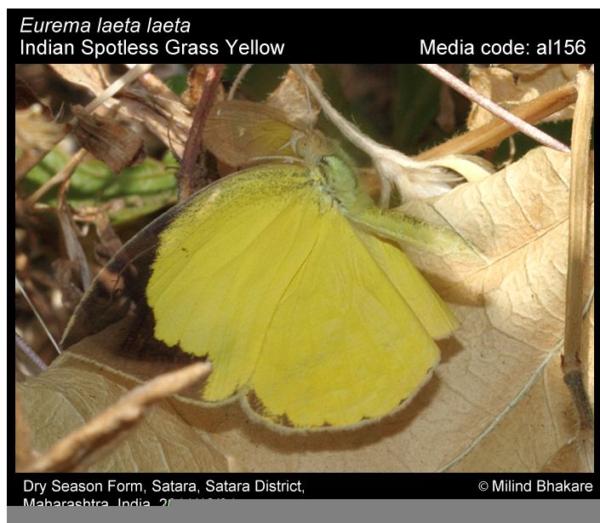 Eurema laeta laeta
Indian Spotless Grass Yellow
Media code: al156
Dry Season Form, Satara, Satara District,
© Milind Bhakare
Maharashtra, India,